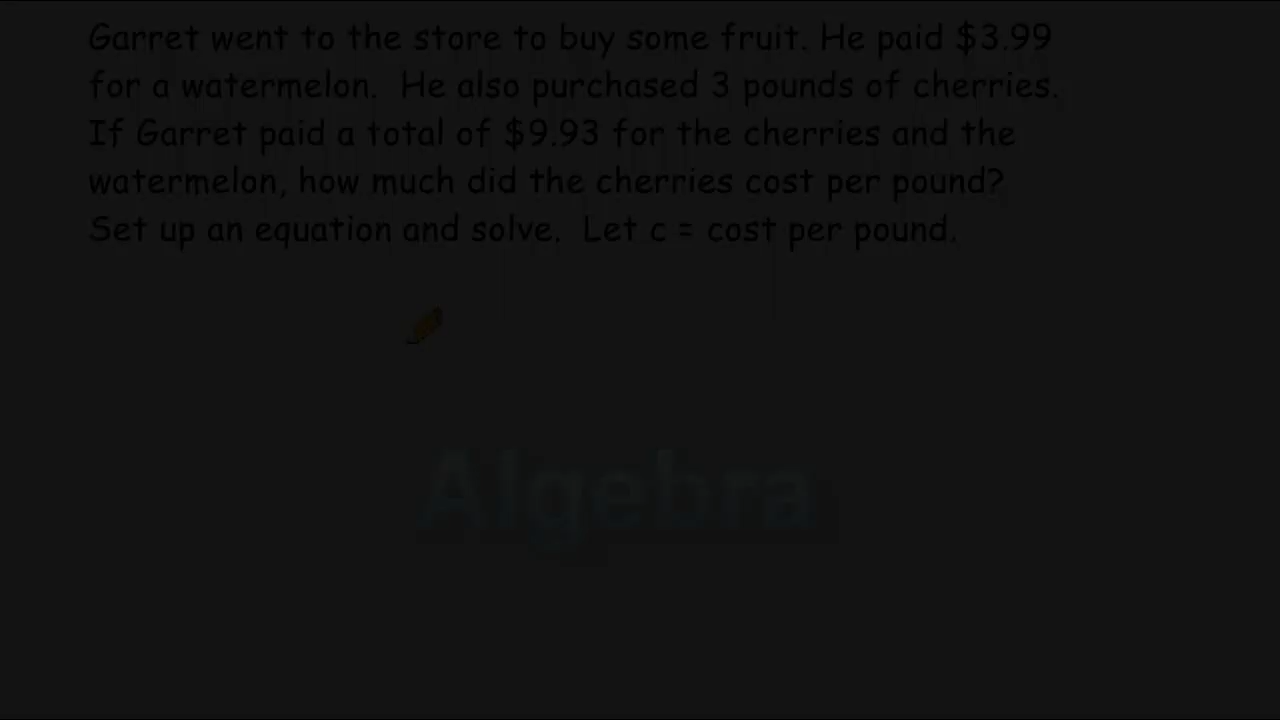 Garret went to the store to buy some fruit. He paid $3.99
for a watermelon.  He also purchased 3 pounds of cherries.
If Garret paid a total of $9.93 for the cherries and the
watermelon, how much did the cherries cost per pound?
Set up an equation and solve.  Let c = cost per pound.
Algebra